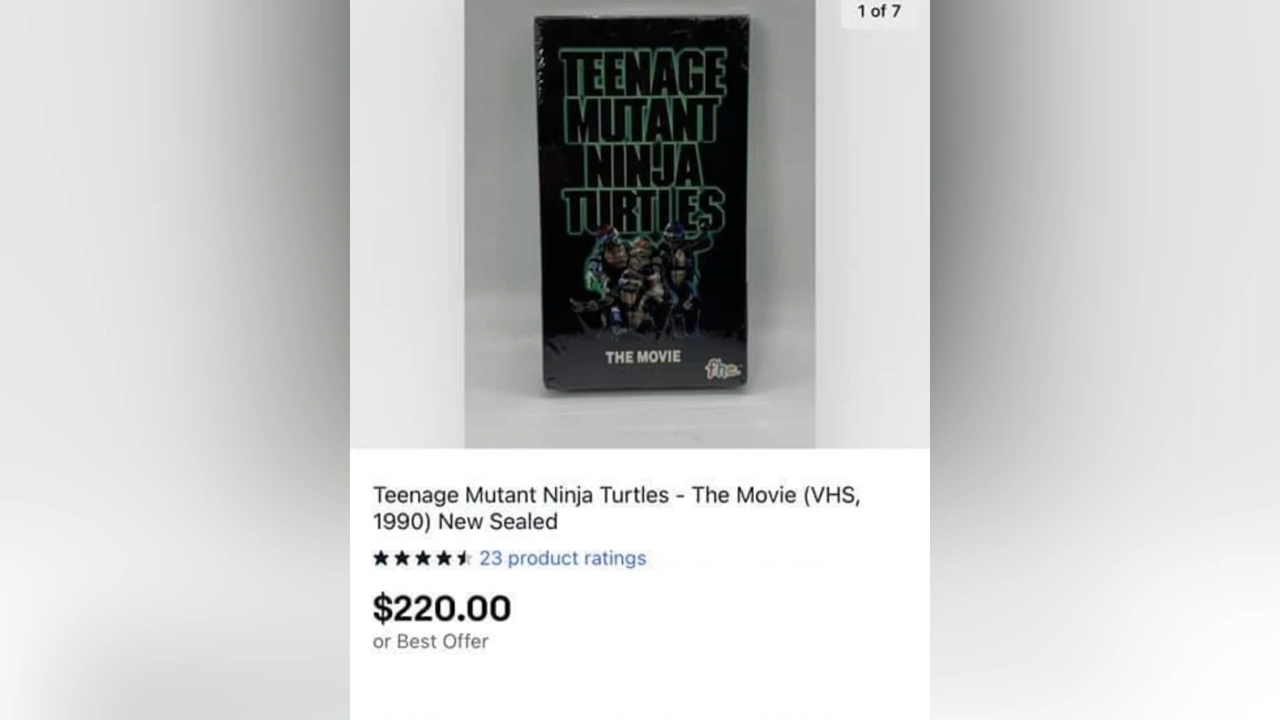 1 of 7
TEENAGE
MUTANT
NINJA
TURTLES
THE MOVIE
fhe
Teenage Mutant Ninja Turtles - The Movie (VHS,
1990) New Sealed
23 product ratings
$220.00
or Best Offer